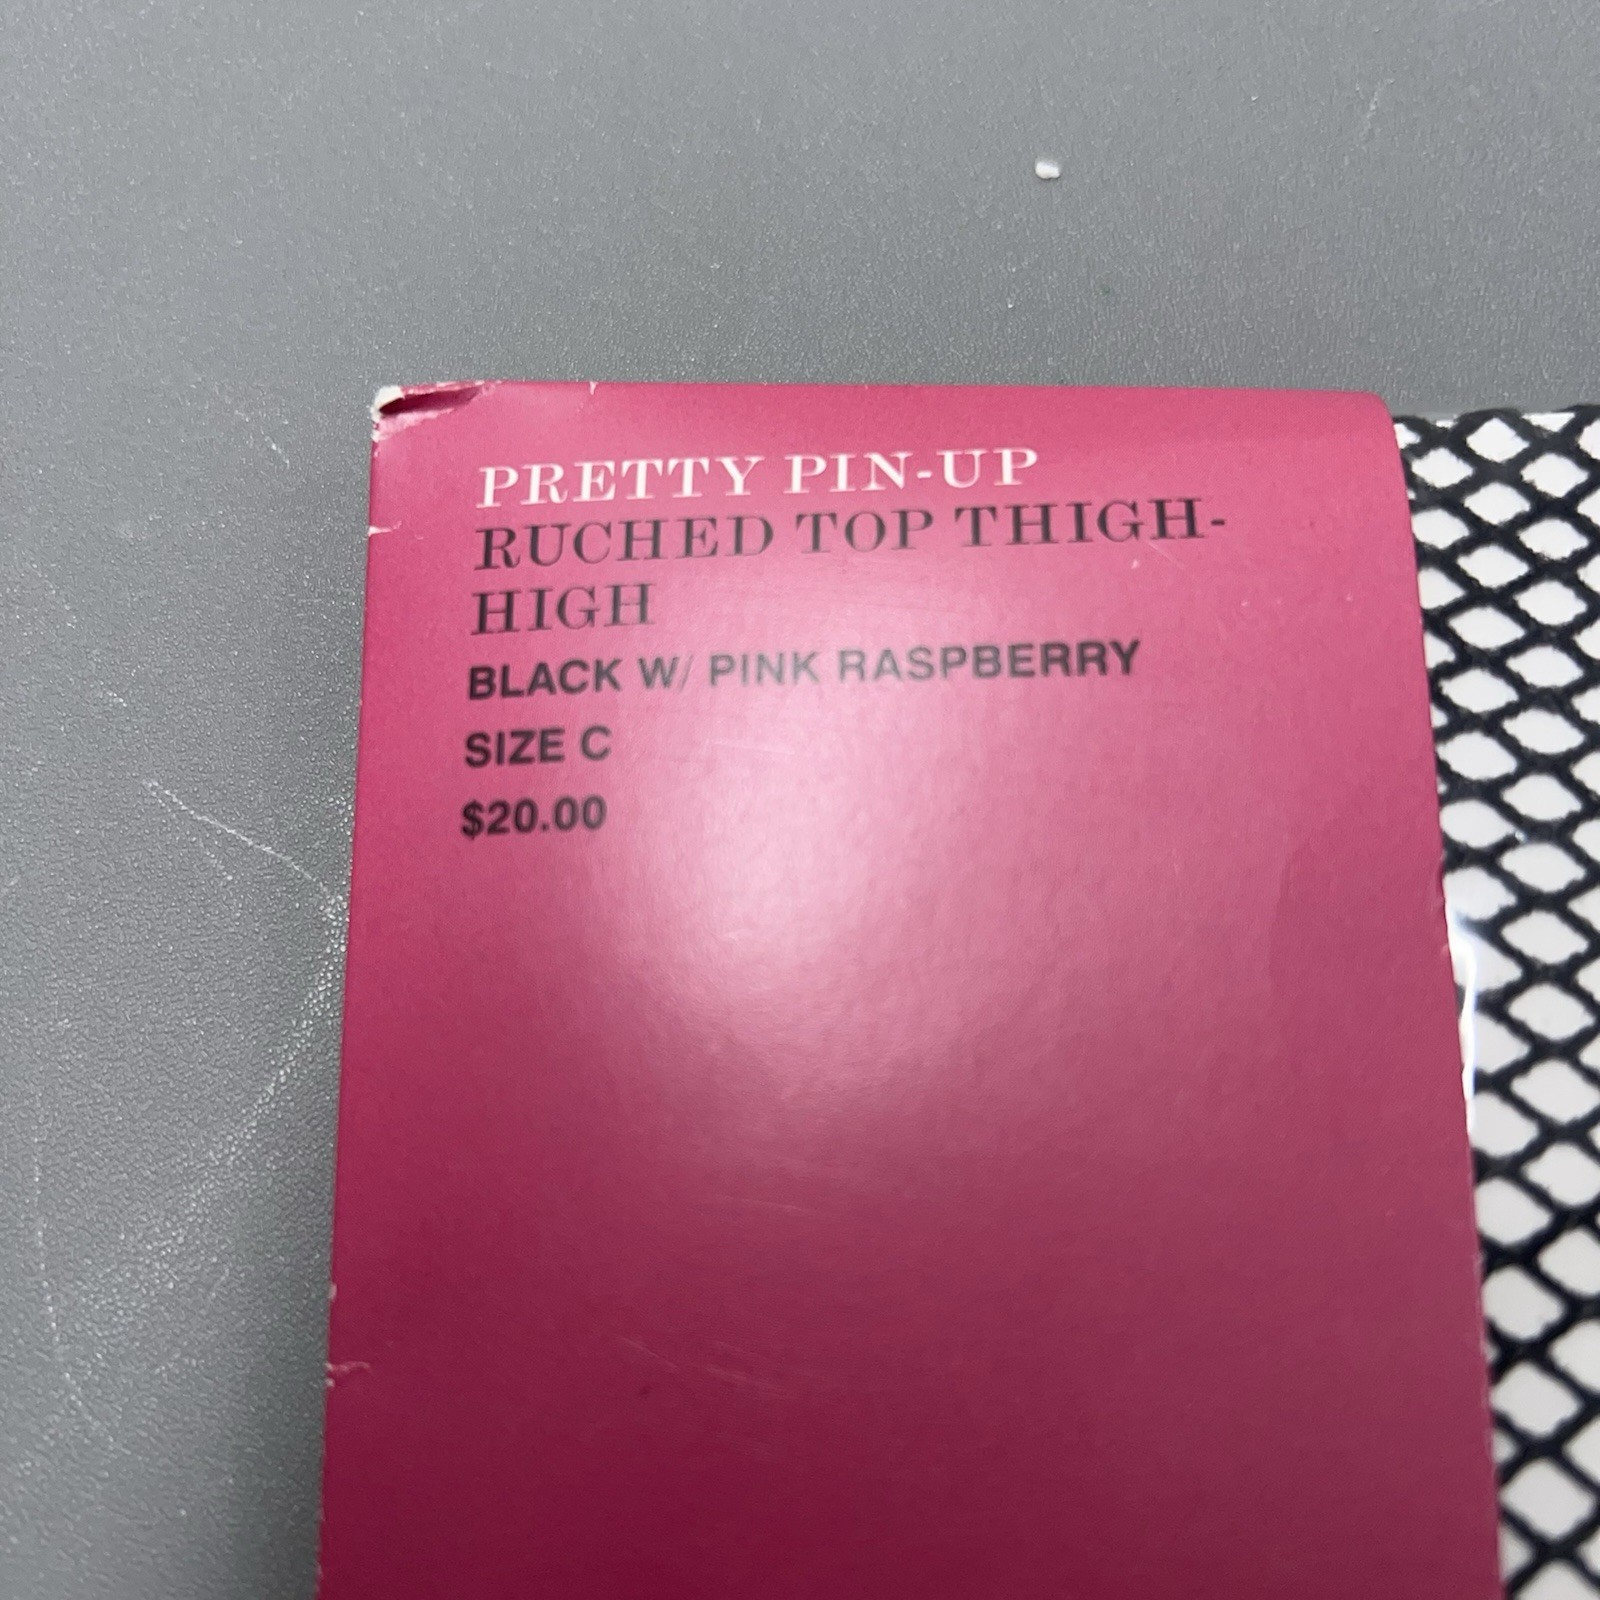 PRETTY PIN-UP
RUCHED TOP THIGH-
HIGH
BLACK W/ PINK RASPBERRY
SIZE C
$20.00